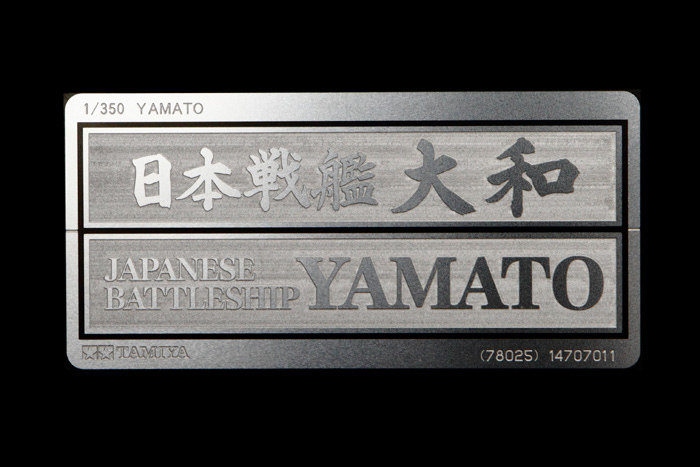 1/350 YAMATO
日本戦艦 大和
JAPANESE
BATTLESHIP YAMATO
TAMIYA (78025) 14707011